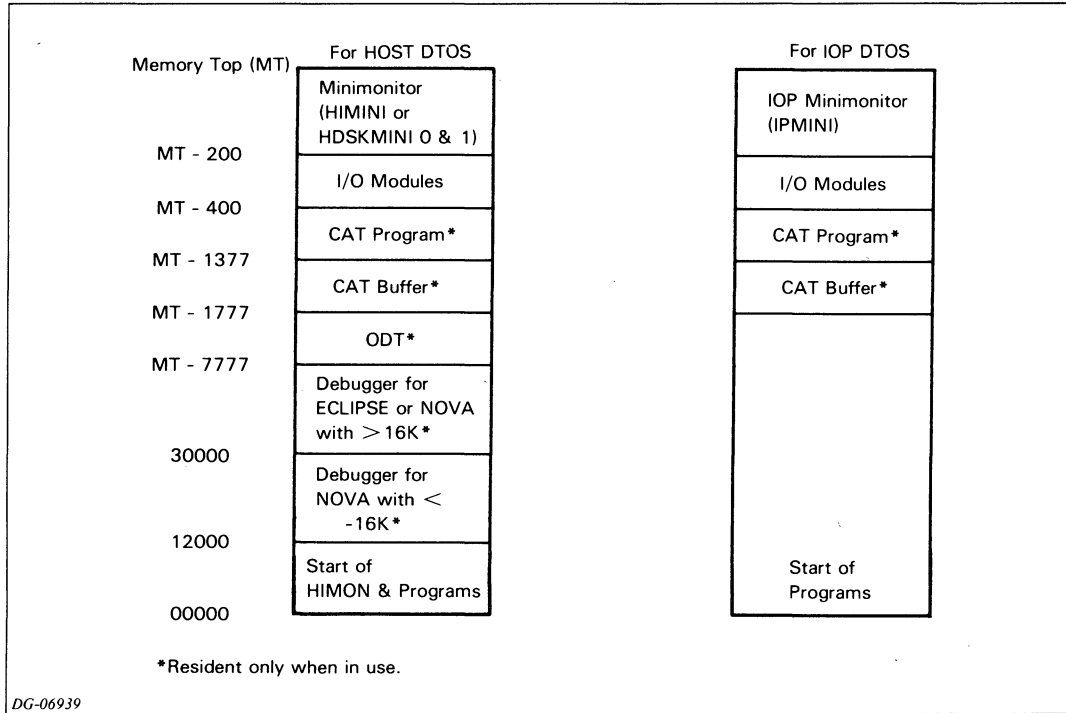 For HOST DTOS
Memory Top (MT)
Minimonitor
(HIMINI or
HDSKMINI 0 & 1)
MT - 200
I/O Modules
MT - 400
CAT Program*
MT - 1377
CAT Buffer*
MT - 1777
ODT*
MT - 7777
Debugger for
ECLIPSE or NOVA
with > 16K*
30000
Debugger for
NOVA with <
-16K*
12000
Start of
HIMON & Programs
00000
For IOP DTOS
IOP Minimonitor
(IPMINI)
I/O Modules
CAT Program*
CAT Buffer*
Start of
Programs
*Resident only when in use.
DG-06939